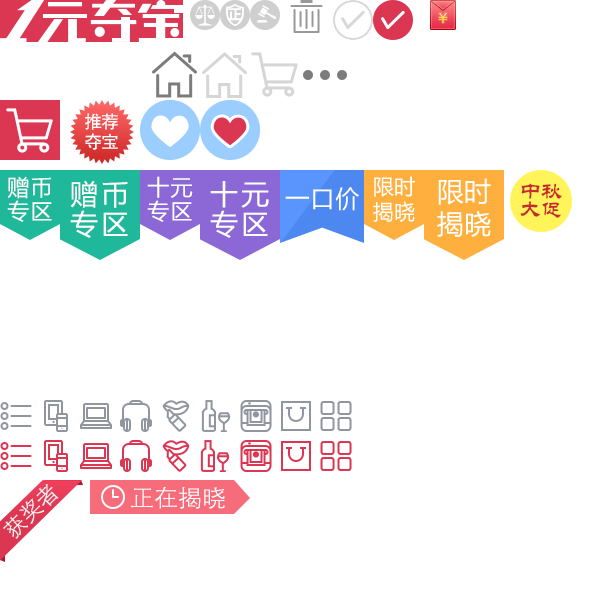 1元夺宝
正
¥
推荐
夺宝
赠币
专区
赠币
专区
十元
专区
十元
专区
一口价
限时
揭晓
限时
揭晓
中秋
大促
获奖者
正在揭晓